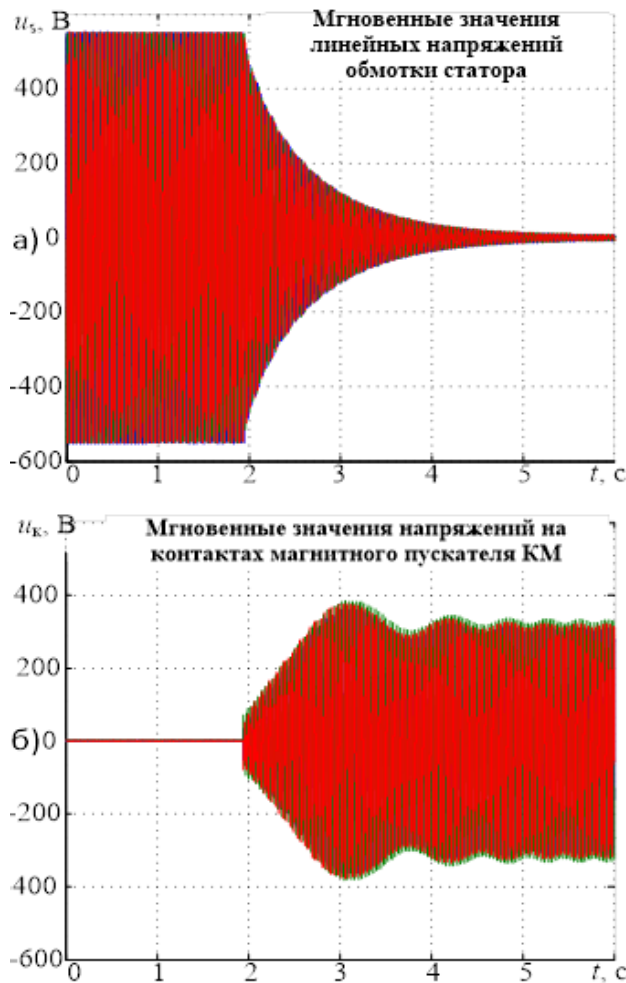 u₅, В
Мгновенные значения
линейных напряжений
обмотки статора
400
200
а) 0
-200
-400
-600
0 1 2 3 4 5 t, с
uк, В
Мгновенные значения напряжений на
контактах магнитного пускателя КМ
400
200
б) 0
-200
-400
-600
0 1 2 3 4 5 t, с